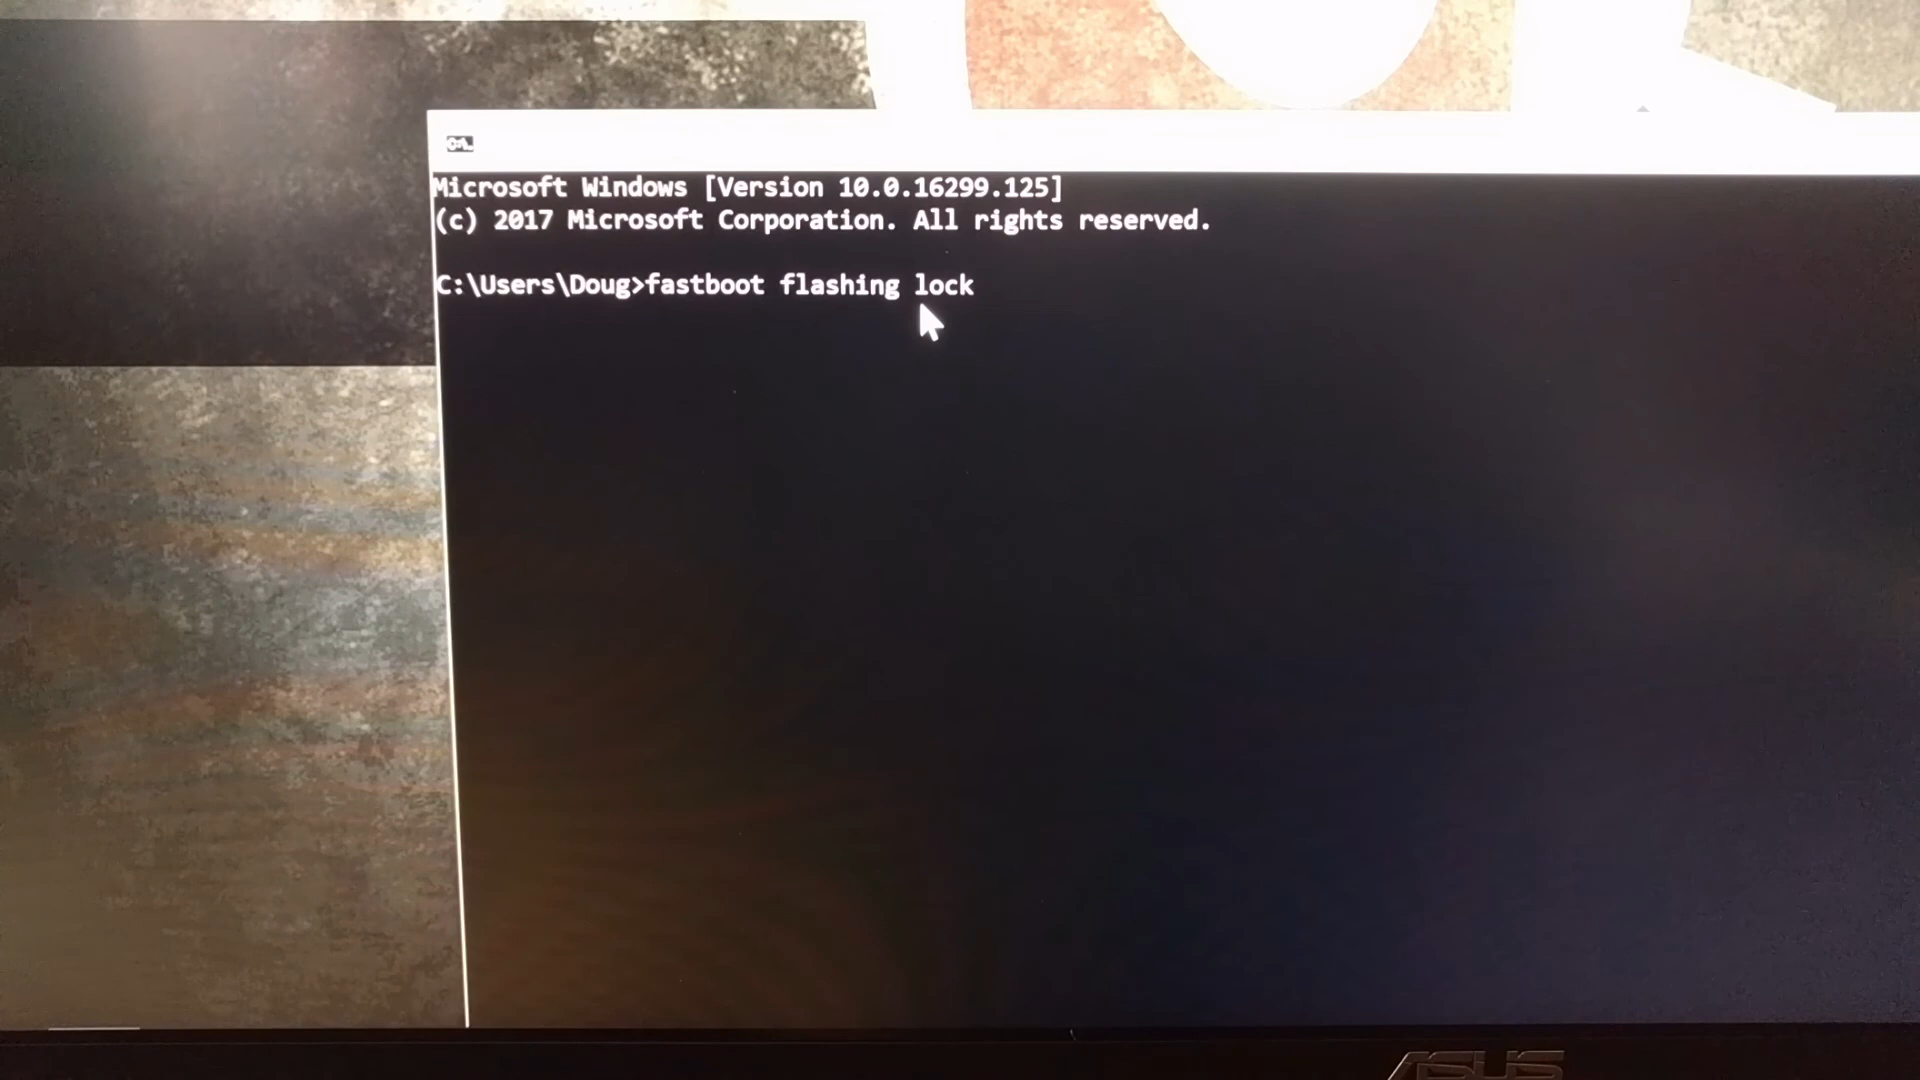 C:\.
Microsoft Windows [Version 10.0.16299.125]
(c) 2017 Microsoft Corporation. All rights reserved.
C:\Users\Doug>fastboot flashing lock
ASUS